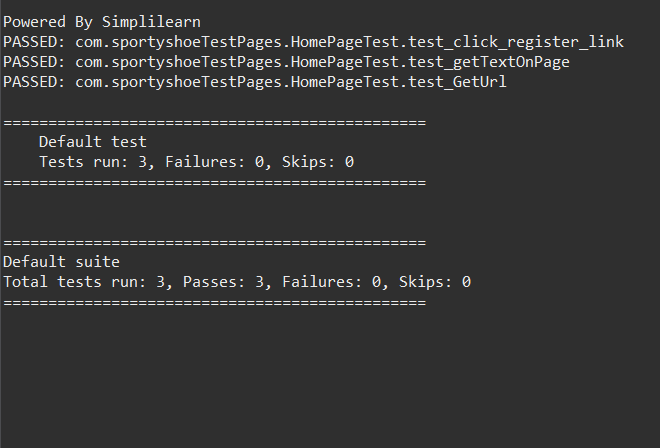 Powered By Simplilearn
PASSED: com.sportyshoeTestPages.HomePageTest.test_click_register_link
PASSED: com.sportyshoeTestPages.HomePageTest.test_getTextOnPage
PASSED: com.sportyshoeTestPages.HomePageTest.test_GetUrl
===============================================
Default test
Tests run: 3, Failures: 0, Skips: 0
===============================================
===============================================
Default suite
Total tests run: 3, Passes: 3, Failures: 0, Skips: 0
===============================================